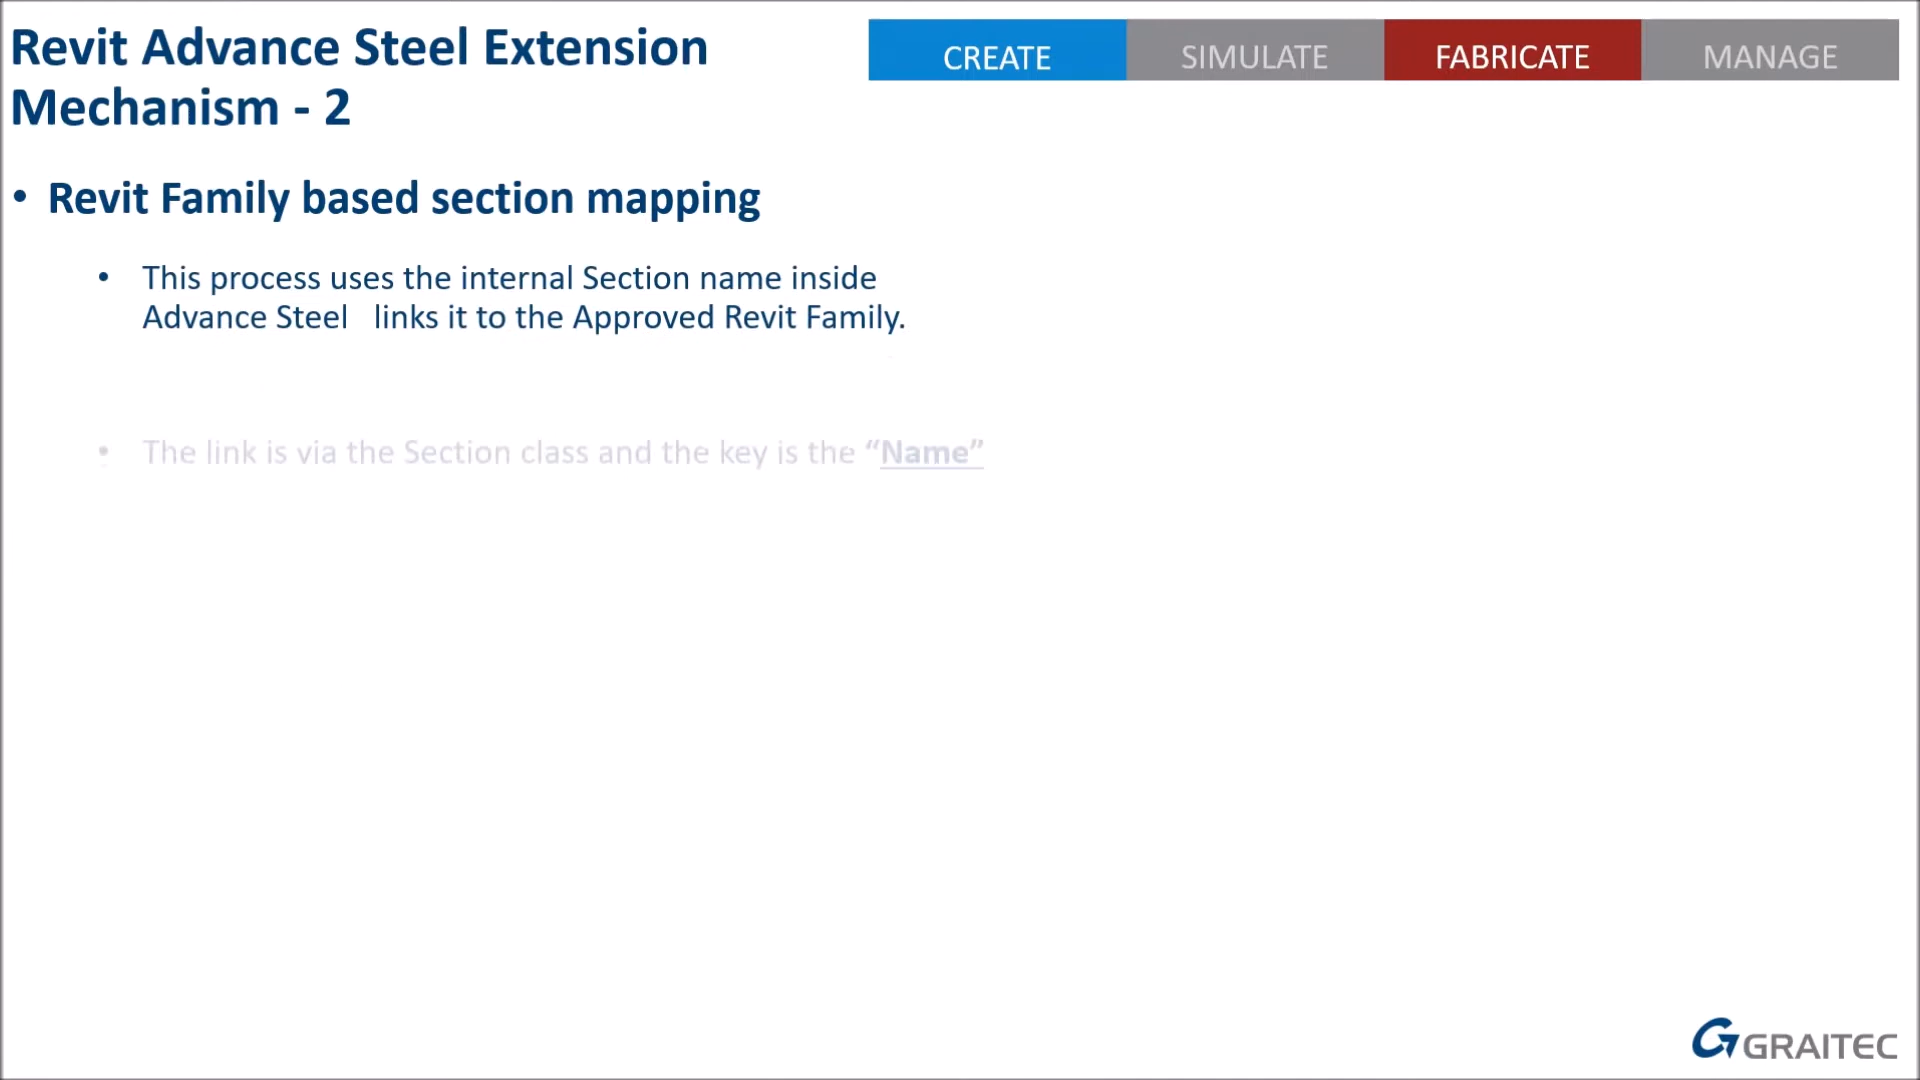 Revit Advance Steel Extension
Mechanism - 2
CREATE
SIMULATE
FABRICATE
MANAGE
• Revit Family based section mapping
• This process uses the internal Section name inside
Advance Steel links it to the Approved Revit Family.
• The link is via the Section class and the key is the “Name”
GRAITEC